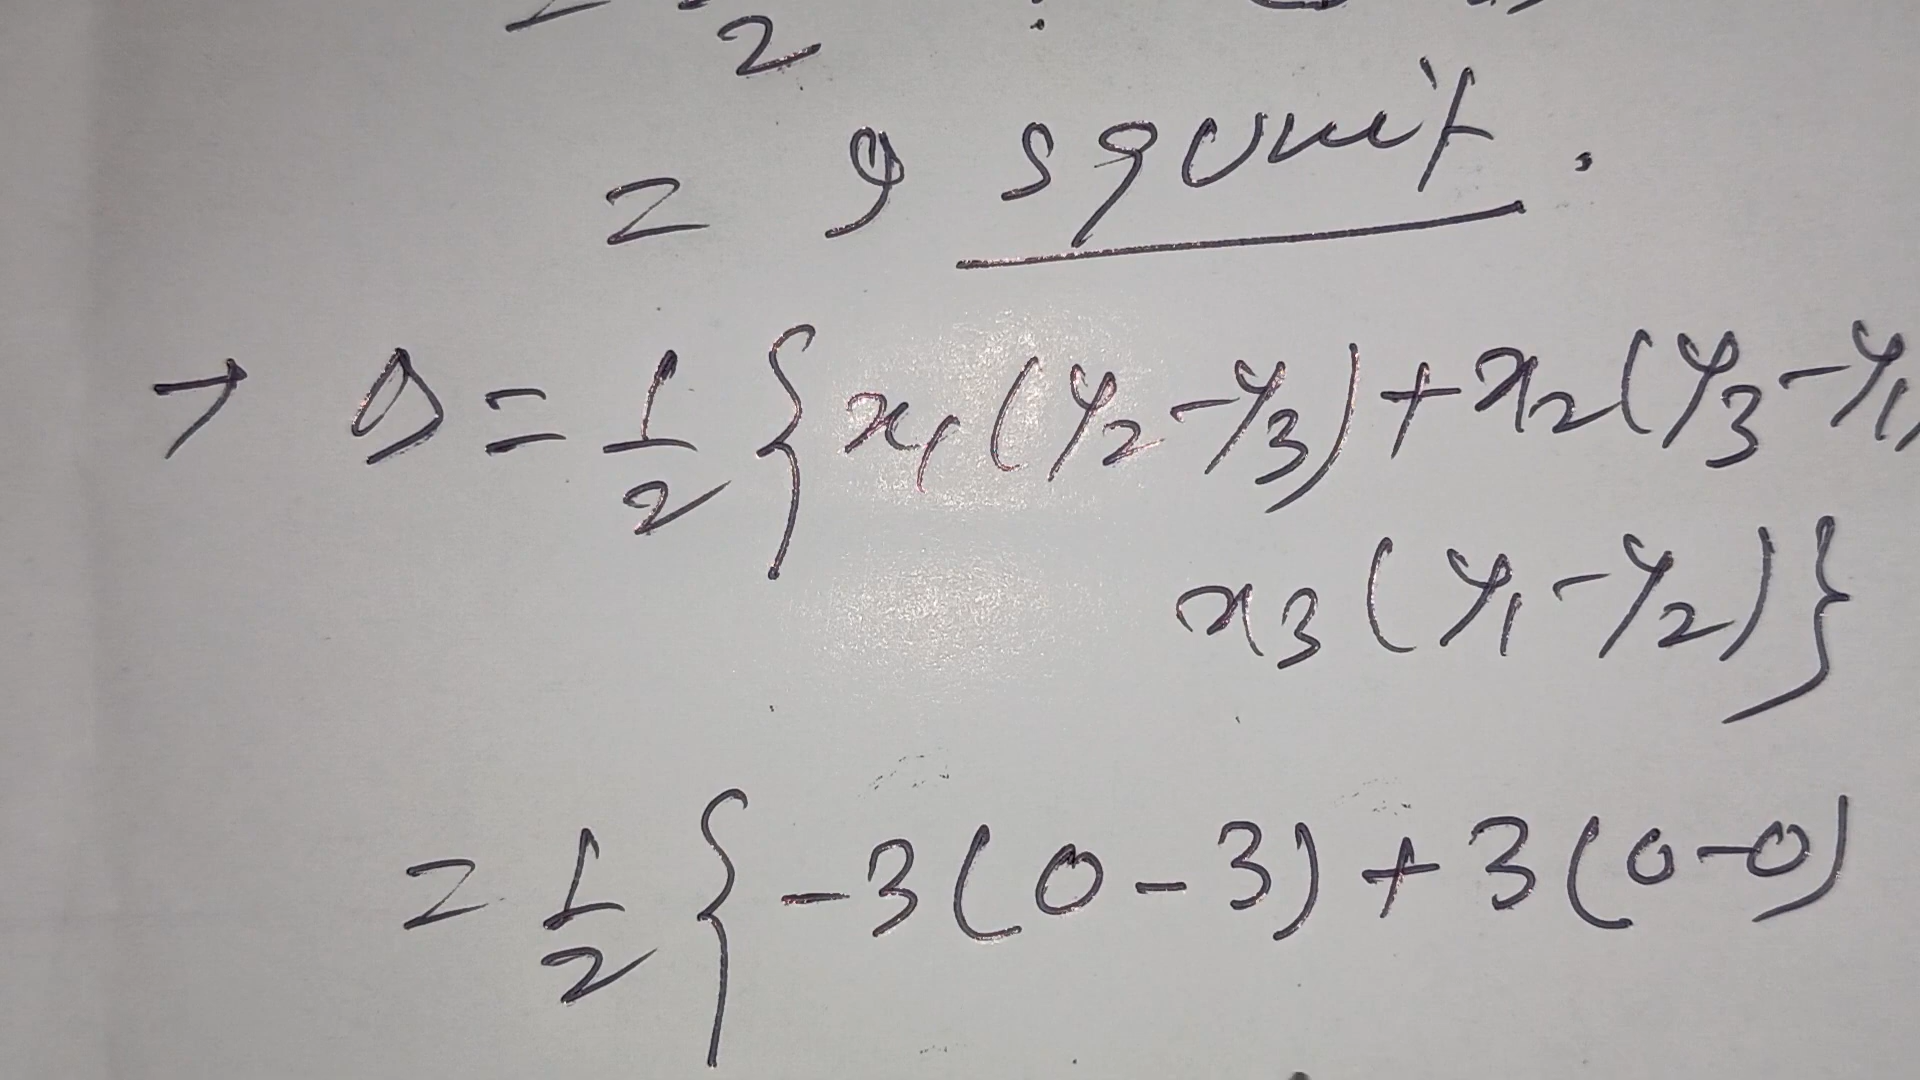 2
= 9 sq unit.
→ Δ = 1/2 { x₁ (y₂ - y₃) + x₂ (y₃ - y₁)
x₃ (y₁ - y₂) }
= 1/2 { -3 ( 0 - 3 ) + 3 ( 0 - 0 )